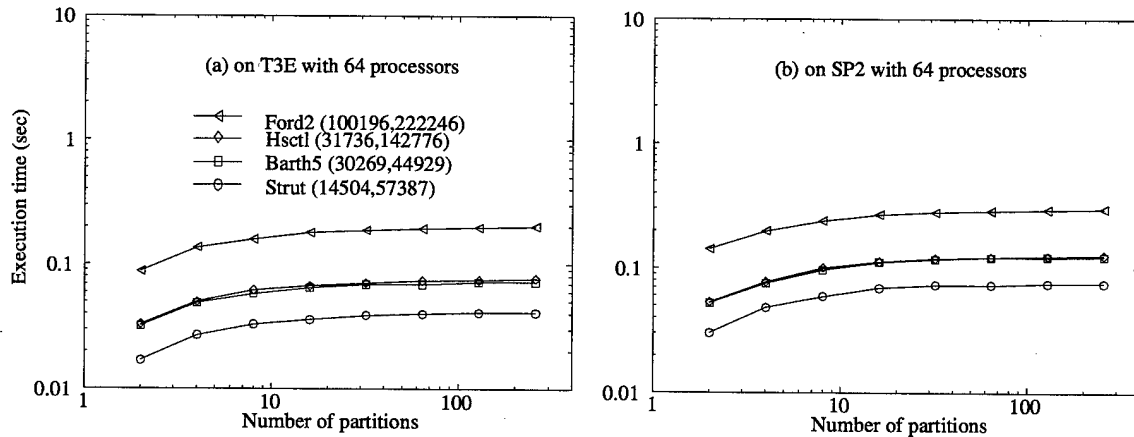 10
1
0.1
0.01
Execution time (sec)
(a) on T3E with 64 processors
Ford2 (100196,222246)
Hsctl (31736,142776)
Barth5 (30269,44929)
Strut (14504,57387)
1
10
100
Number of partitions
10
1
0.1
0.01
(b) on SP2 with 64 processors
1
10
100
Number of partitions